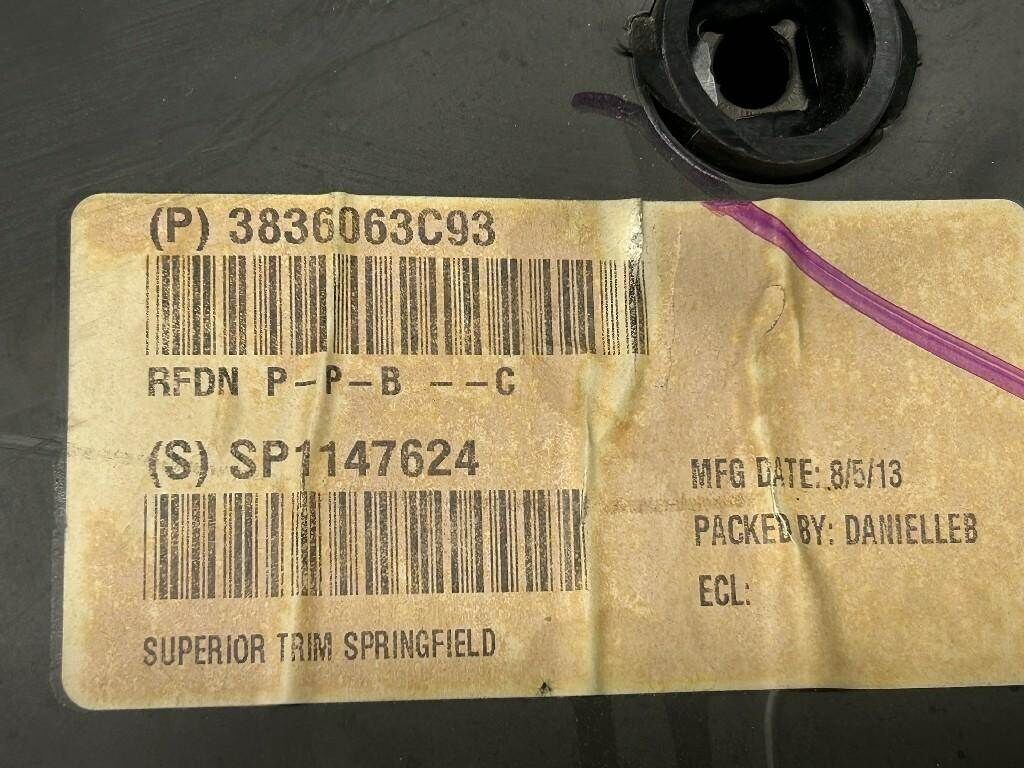 (P) 3836063C93
RFDN P-P-B --C
(S) SP1147624
MFG DATE: 8/5/13
PACKED BY: DANIELLEB
ECL:
SUPERIOR TRIM SPRINGFIELD